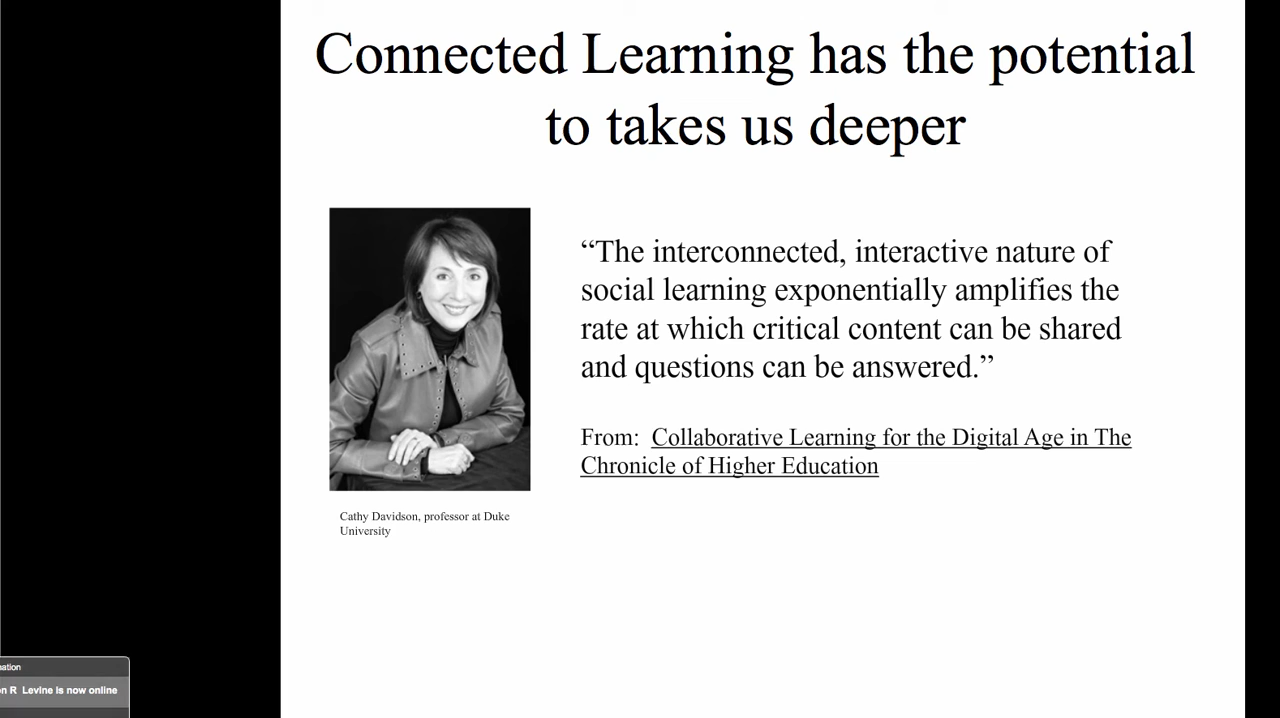 Connected Learning has the potential
to takes us deeper
“The interconnected, interactive nature of
social learning exponentially amplifies the
rate at which critical content can be shared
and questions can be answered.”
From:  Collaborative Learning for the Digital Age in The
Chronicle of Higher Education
Cathy Davidson, professor at Duke
University
R Levine is now online